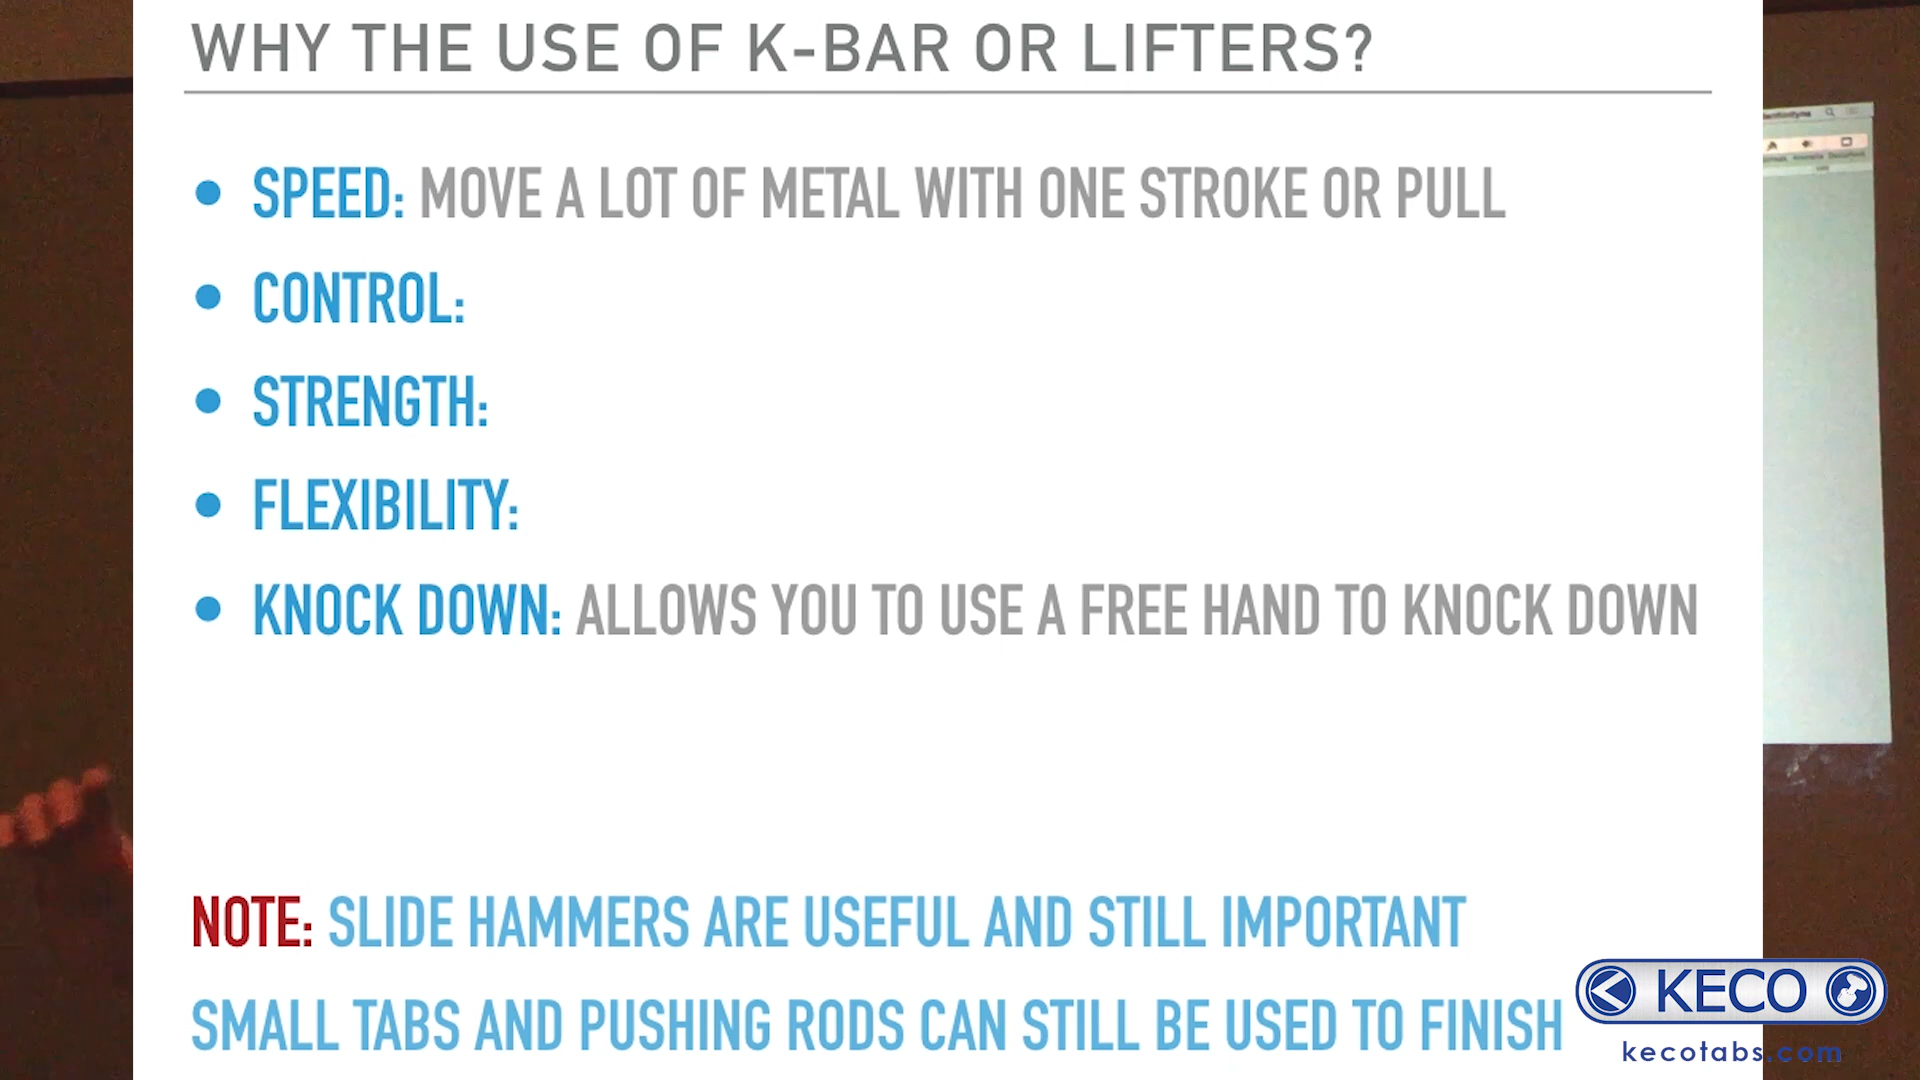 WHY THE USE OF K-BAR OR LIFTERS?
• SPEED: MOVE A LOT OF METAL WITH ONE STROKE OR PULL
• CONTROL:
• STRENGTH:
• FLEXIBILITY:
• KNOCK DOWN: ALLOWS YOU TO USE A FREE HAND TO KNOCK DOWN
NOTE: SLIDE HAMMERS ARE USEFUL AND STILL IMPORTANT
SMALL TABS AND PUSHING RODS CAN STILL BE USED TO FINISH
KECO
kecotabs.com